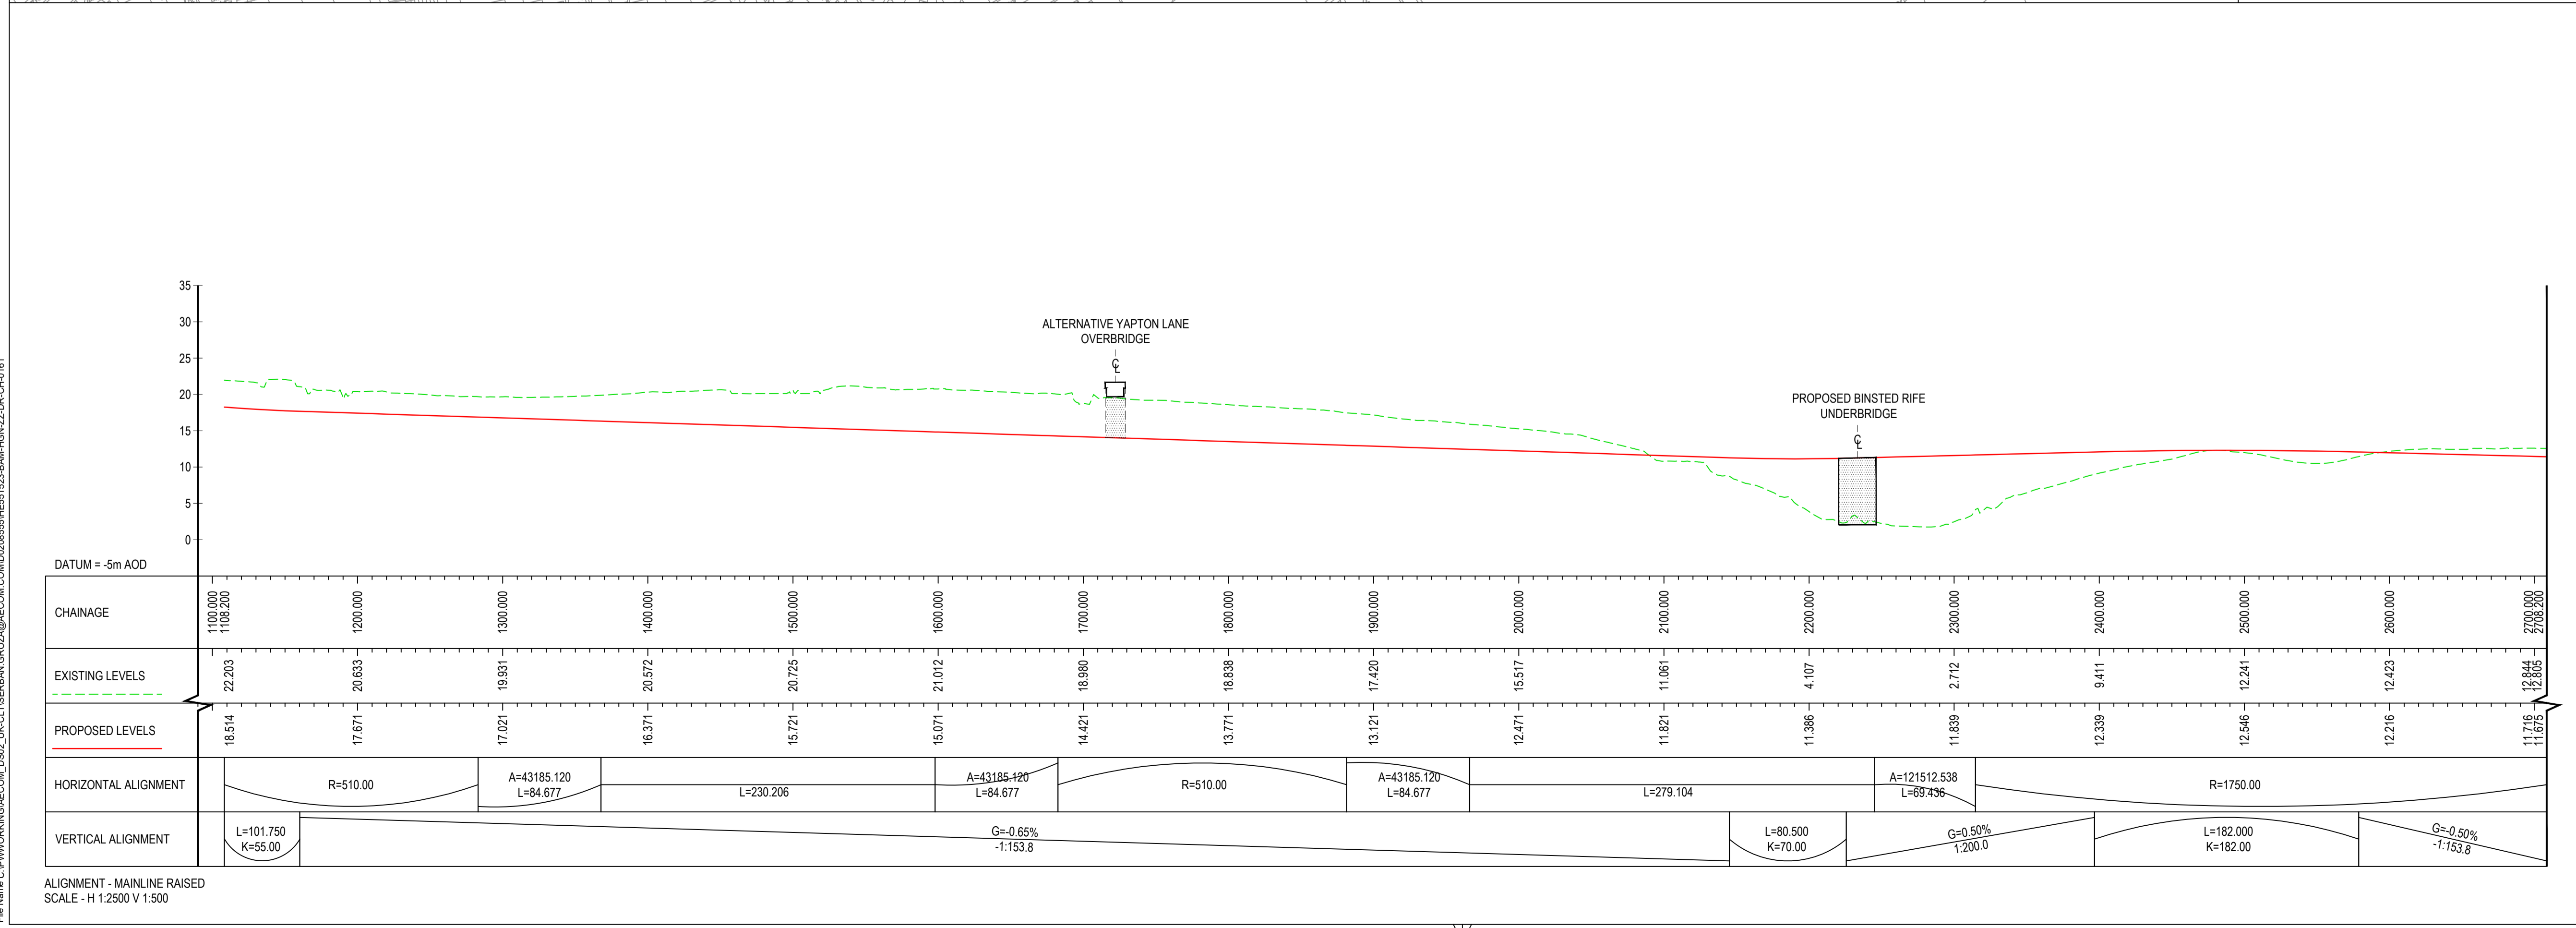 35
30
25
20
15
10
5
0
ALTERNATIVE YAPTON LANE
OVERBRIDGE
CL
PROPOSED BINSTED RIFE
UNDERBRIDGE
CL
DATUM = -5m AOD
CHAINAGE
1100.000
1108.200
1200.000
1300.000
1400.000
1500.000
1600.000
1700.000
1800.000
1900.000
2000.000
2100.000
2200.000
2300.000
2400.000
2500.000
2600.000
2700.000
2708.200
EXISTING LEVELS
22.203
20.633
19.931
20.572
20.725
21.012
18.980
18.838
17.420
15.517
11.061
4.107
2.712
9.411
12.241
12.423
12.844
12.805
PROPOSED LEVELS
18.514
17.671
17.021
16.371
15.721
15.071
14.421
13.771
13.121
12.471
11.821
11.386
11.839
12.339
12.546
12.216
11.716
11.675
HORIZONTAL ALIGNMENT
R=510.00
A=43185.120
L=84.677
L=230.206
A=43185.120
L=84.677
R=510.00
A=43185.120
L=84.677
L=279.104
A=121512.538
L=69.436
R=1750.00
VERTICAL ALIGNMENT
L=101.750
K=55.00
G=-0.65%
-1:153.8
L=80.500
K=70.00
G=0.50%
1:200.0
L=182.000
K=182.00
G=-0.50%
-1:153.8
ALIGNMENT - MAINLINE RAISED
SCALE - H 1:2500 V 1:500